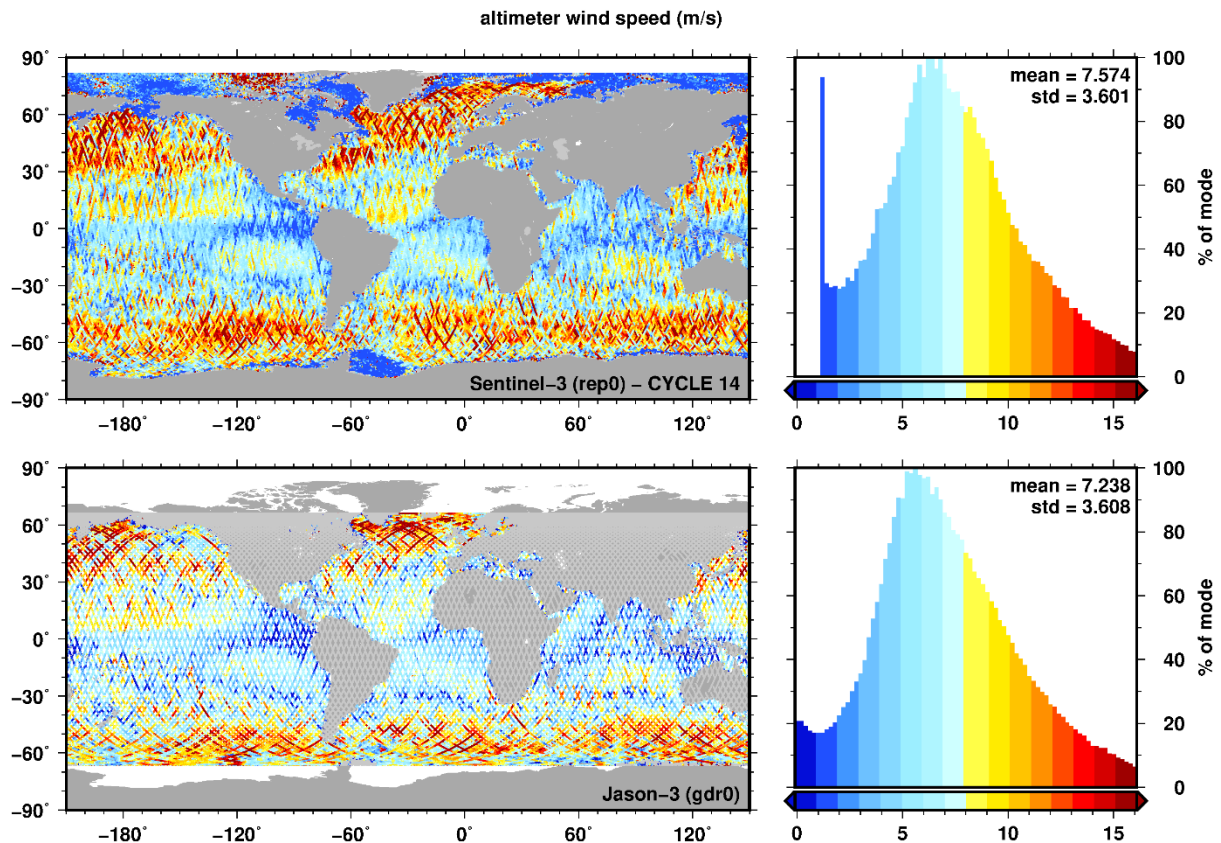 altimeter wind speed (m/s)
90˚
60˚
30˚
0˚
−30˚
−60˚
−90˚
−180˚ −120˚ −60˚ 0˚ 60˚ 120˚
Sentinel−3 (rep0) − CYCLE 14
mean = 7.574
std = 3.601
100
80
60
40
20
0
% of mode
0 5 10 15
90˚
60˚
30˚
0˚
−30˚
−60˚
−90˚
−180˚ −120˚ −60˚ 0˚ 60˚ 120˚
Jason−3 (gdr0)
mean = 7.238
std = 3.608
100
80
60
40
20
0
% of mode
0 5 10 15